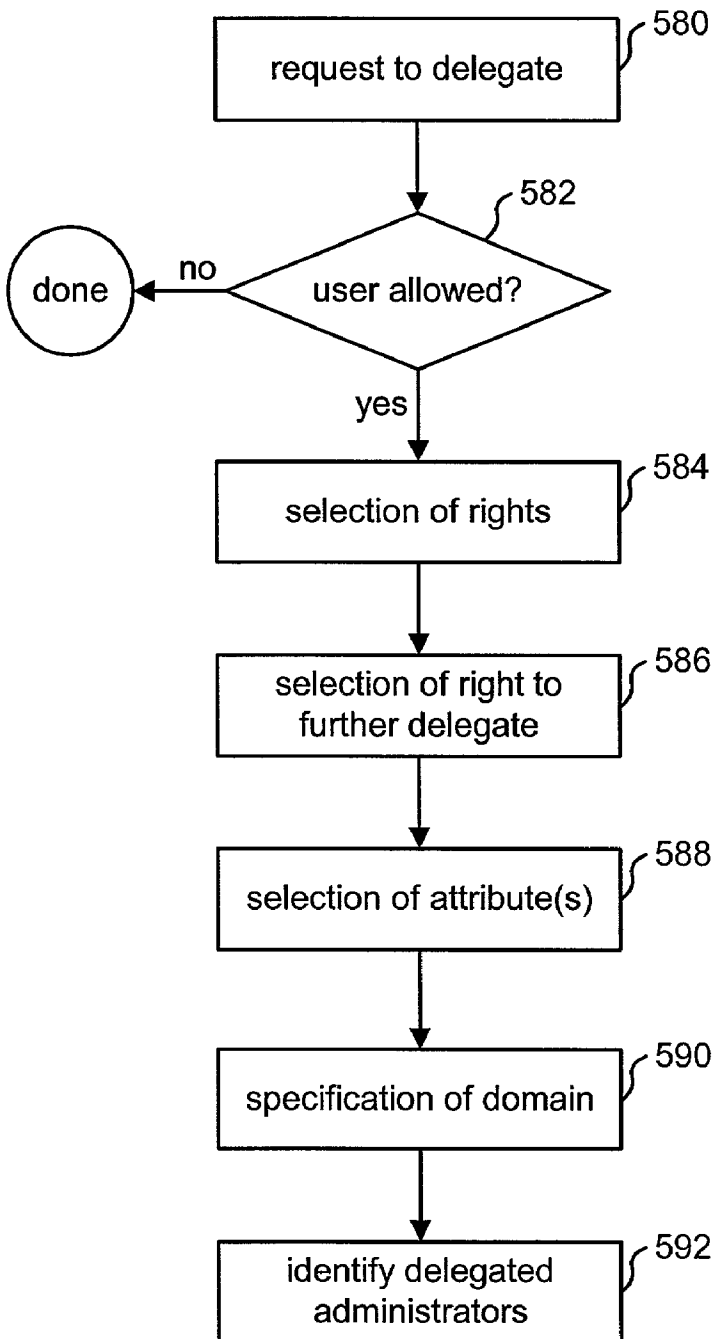 580
request to delegate
582
done
no
user allowed?
yes
584
selection of rights
586
selection of right to
further delegate
588
selection of attribute(s)
590
specification of domain
592
identify delegated
administrators